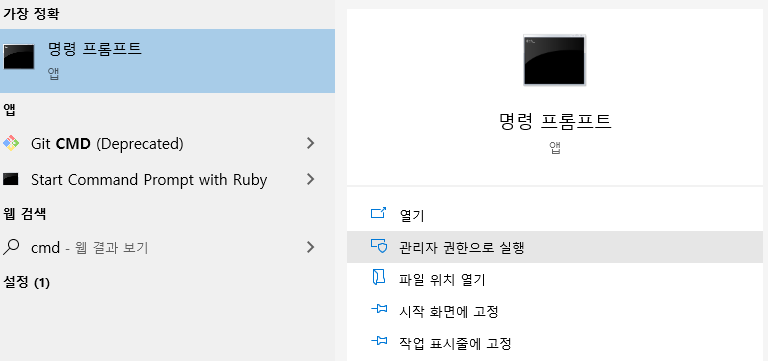 가장 정확
명령 프롬프트
앱
앱
Git CMD (Deprecated)
Start Command Prompt with Ruby
웹 검색
cmd - 웹 결과 보기
설정 (1)
명령 프롬프트
앱
열기
관리자 권한으로 실행
파일 위치 열기
시작 화면에 고정
작업 표시줄에 고정